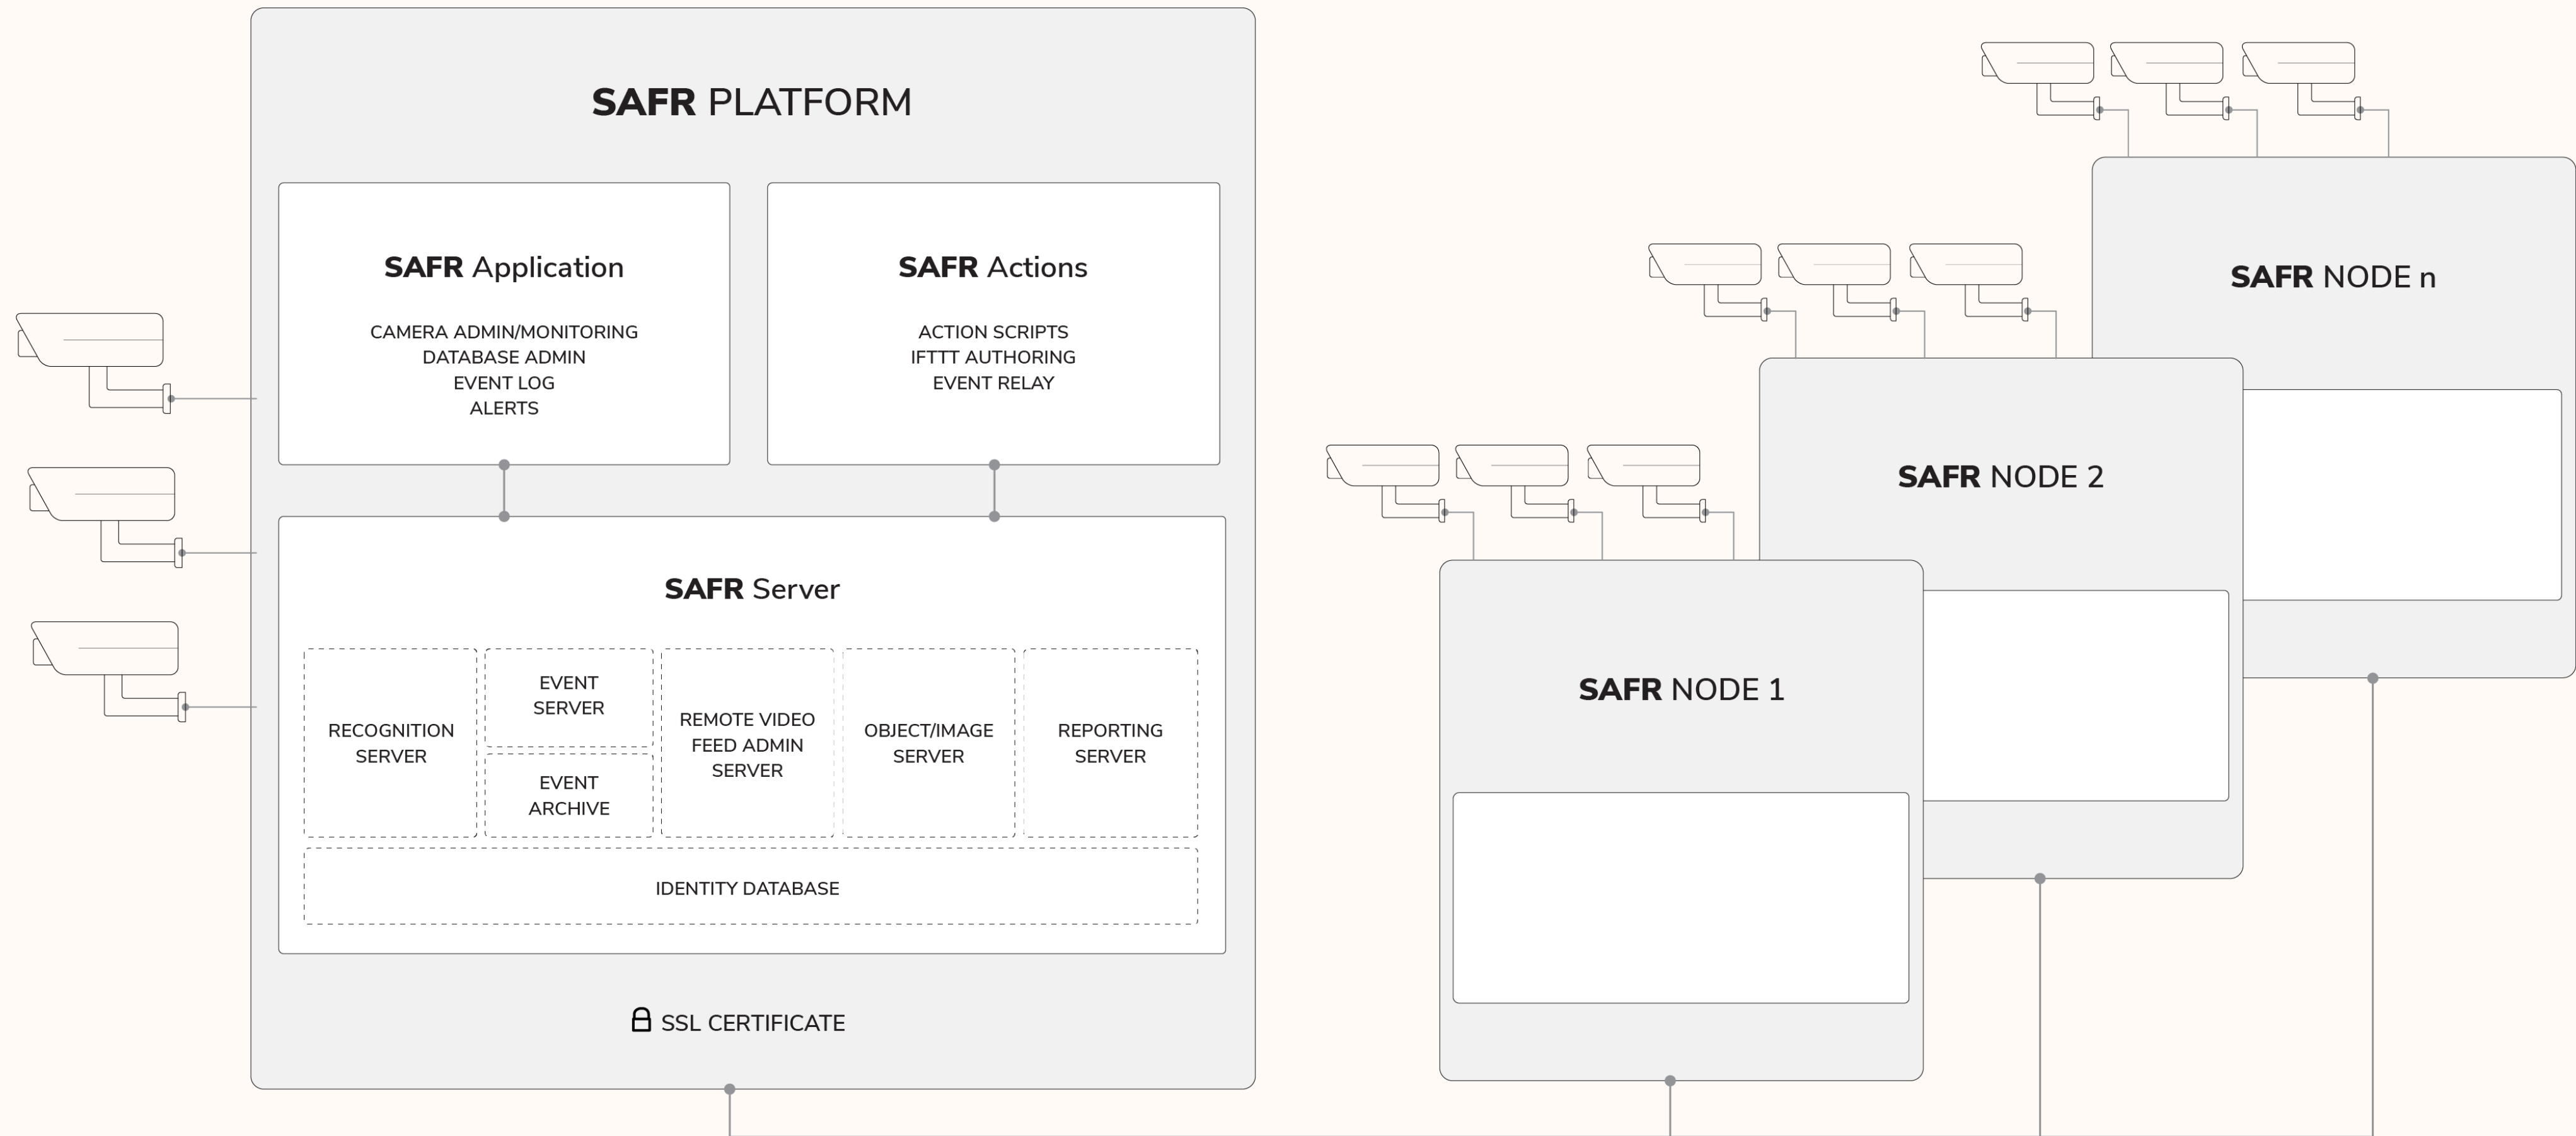 SAFR PLATFORM
SAFR Application
CAMERA ADMIN/MONITORING
DATABASE ADMIN
EVENT LOG
ALERTS
SAFR Actions
ACTION SCRIPTS
IFTTT AUTHORING
EVENT RELAY
SAFR Server
RECOGNITION
SERVER
EVENT
SERVER
EVENT
ARCHIVE
REMOTE VIDEO
FEED ADMIN
SERVER
OBJECT/IMAGE
SERVER
REPORTING
SERVER
IDENTITY DATABASE
SSL CERTIFICATE
SAFR NODE 1
SAFR NODE 2
SAFR NODE n